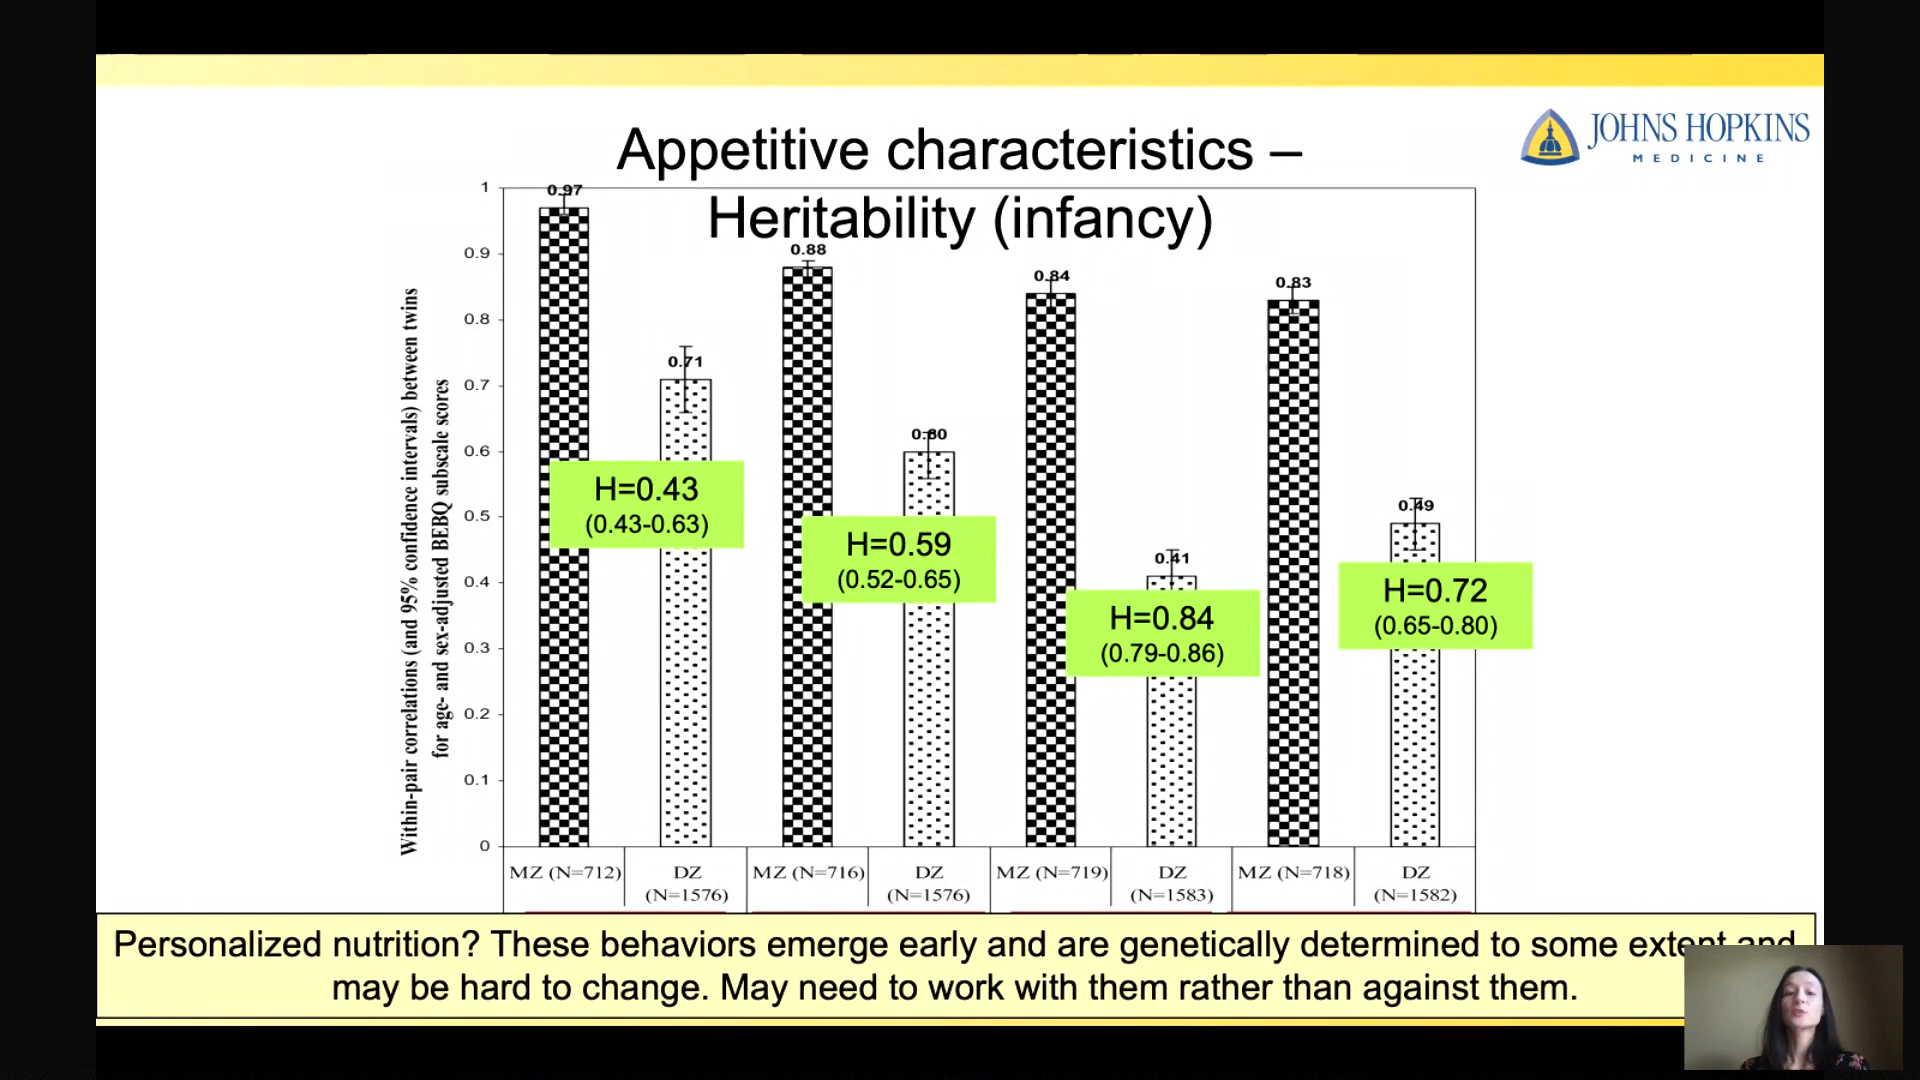 JOHNS HOPKINS
MEDICINE
Appetitive characteristics –
Heritability (infancy)
Within-pair correlations (and 95% confidence intervals) between twins
for age- and sex-adjusted BEBQ subscale scores
1
0.9
0.8
0.7
0.6
0.5
0.4
0.3
0.2
0.1
0
0.97
0.71
0.88
0.60
0.84
0.41
0.83
0.49
H=0.43
(0.43-0.63)
H=0.59
(0.52-0.65)
H=0.84
(0.79-0.86)
H=0.72
(0.65-0.80)
MZ (N=712)
DZ
(N=1576)
MZ (N=716)
DZ
(N=1576)
MZ (N=719)
DZ
(N=1583)
MZ (N=718)
DZ
(N=1582)
Personalized nutrition? These behaviors emerge early and are genetically determined to some extent and
may be hard to change. May need to work with them rather than against them.